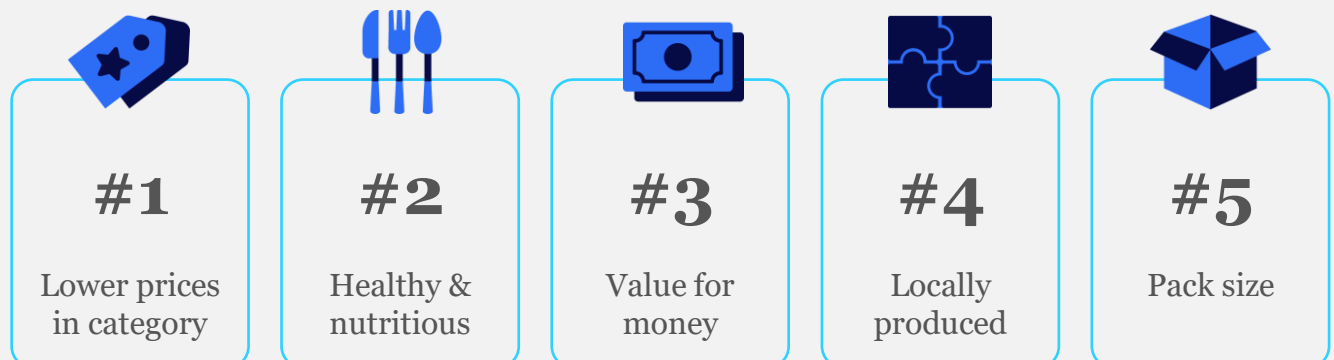 #1
Lower prices
in category
#2
Healthy &
nutritious
#3
Value for
money
#4
Locally
produced
#5
Pack size